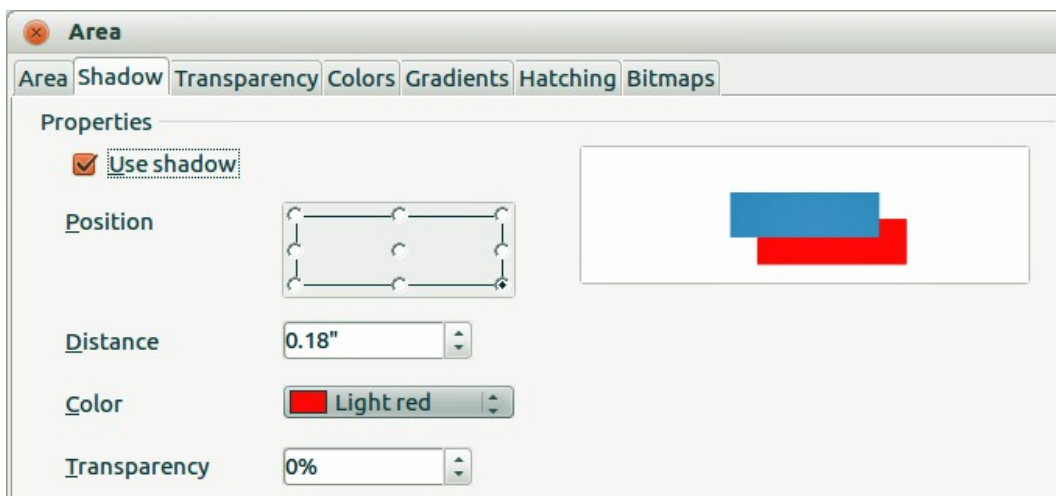 Area
Area Shadow Transparency Colors Gradients Hatching Bitmaps
Properties
Use shadow
Position
Distance 0.18"
Color Light red
Transparency 0%